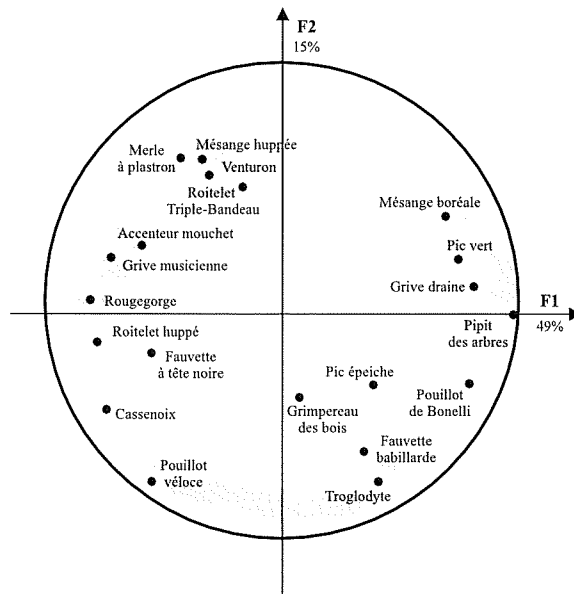 F2
15%
Merle
à plastron
Mésange huppée
Venturon
Roitelet
Triple-Bandeau
Mésange boréale
Accenteur mouchet
Pic vert
Grive musicienne
Grive draine
Rougegorge
F1
49%
Pipit
des arbres
Roitelet huppé
Fauvette
à tête noire
Pic épeiche
Pouillot
de Bonelli
Grimpereau
des bois
Cassenoix
Fauvette
babillarde
Pouillot
véloce
Troglodyte